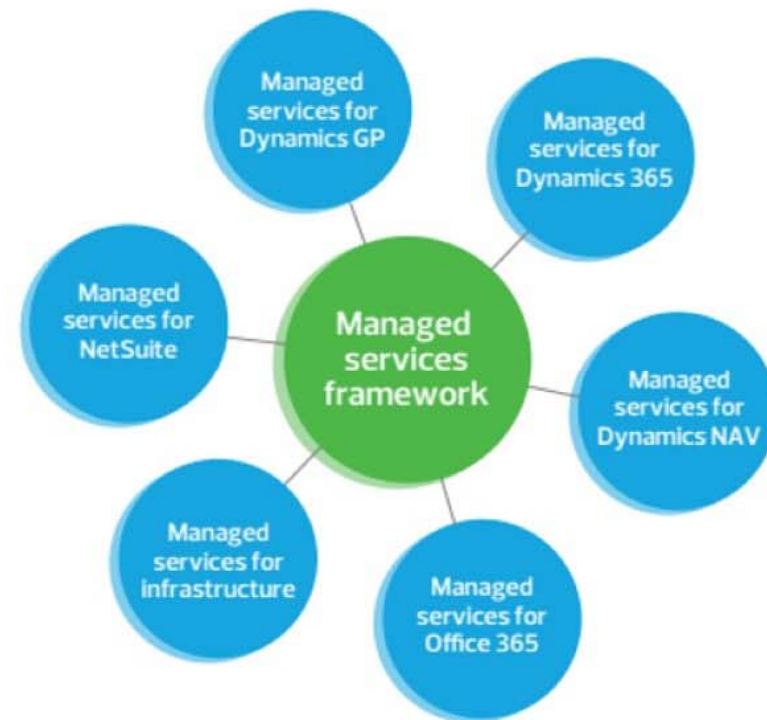 Managed
services for
Dynamics GP
Managed
services for
Dynamics 365
Managed
services for
NetSuite
Managed
services
framework
Managed
services for
Dynamics NAV
Managed
services for
infrastructure
Managed
services for
Office 365